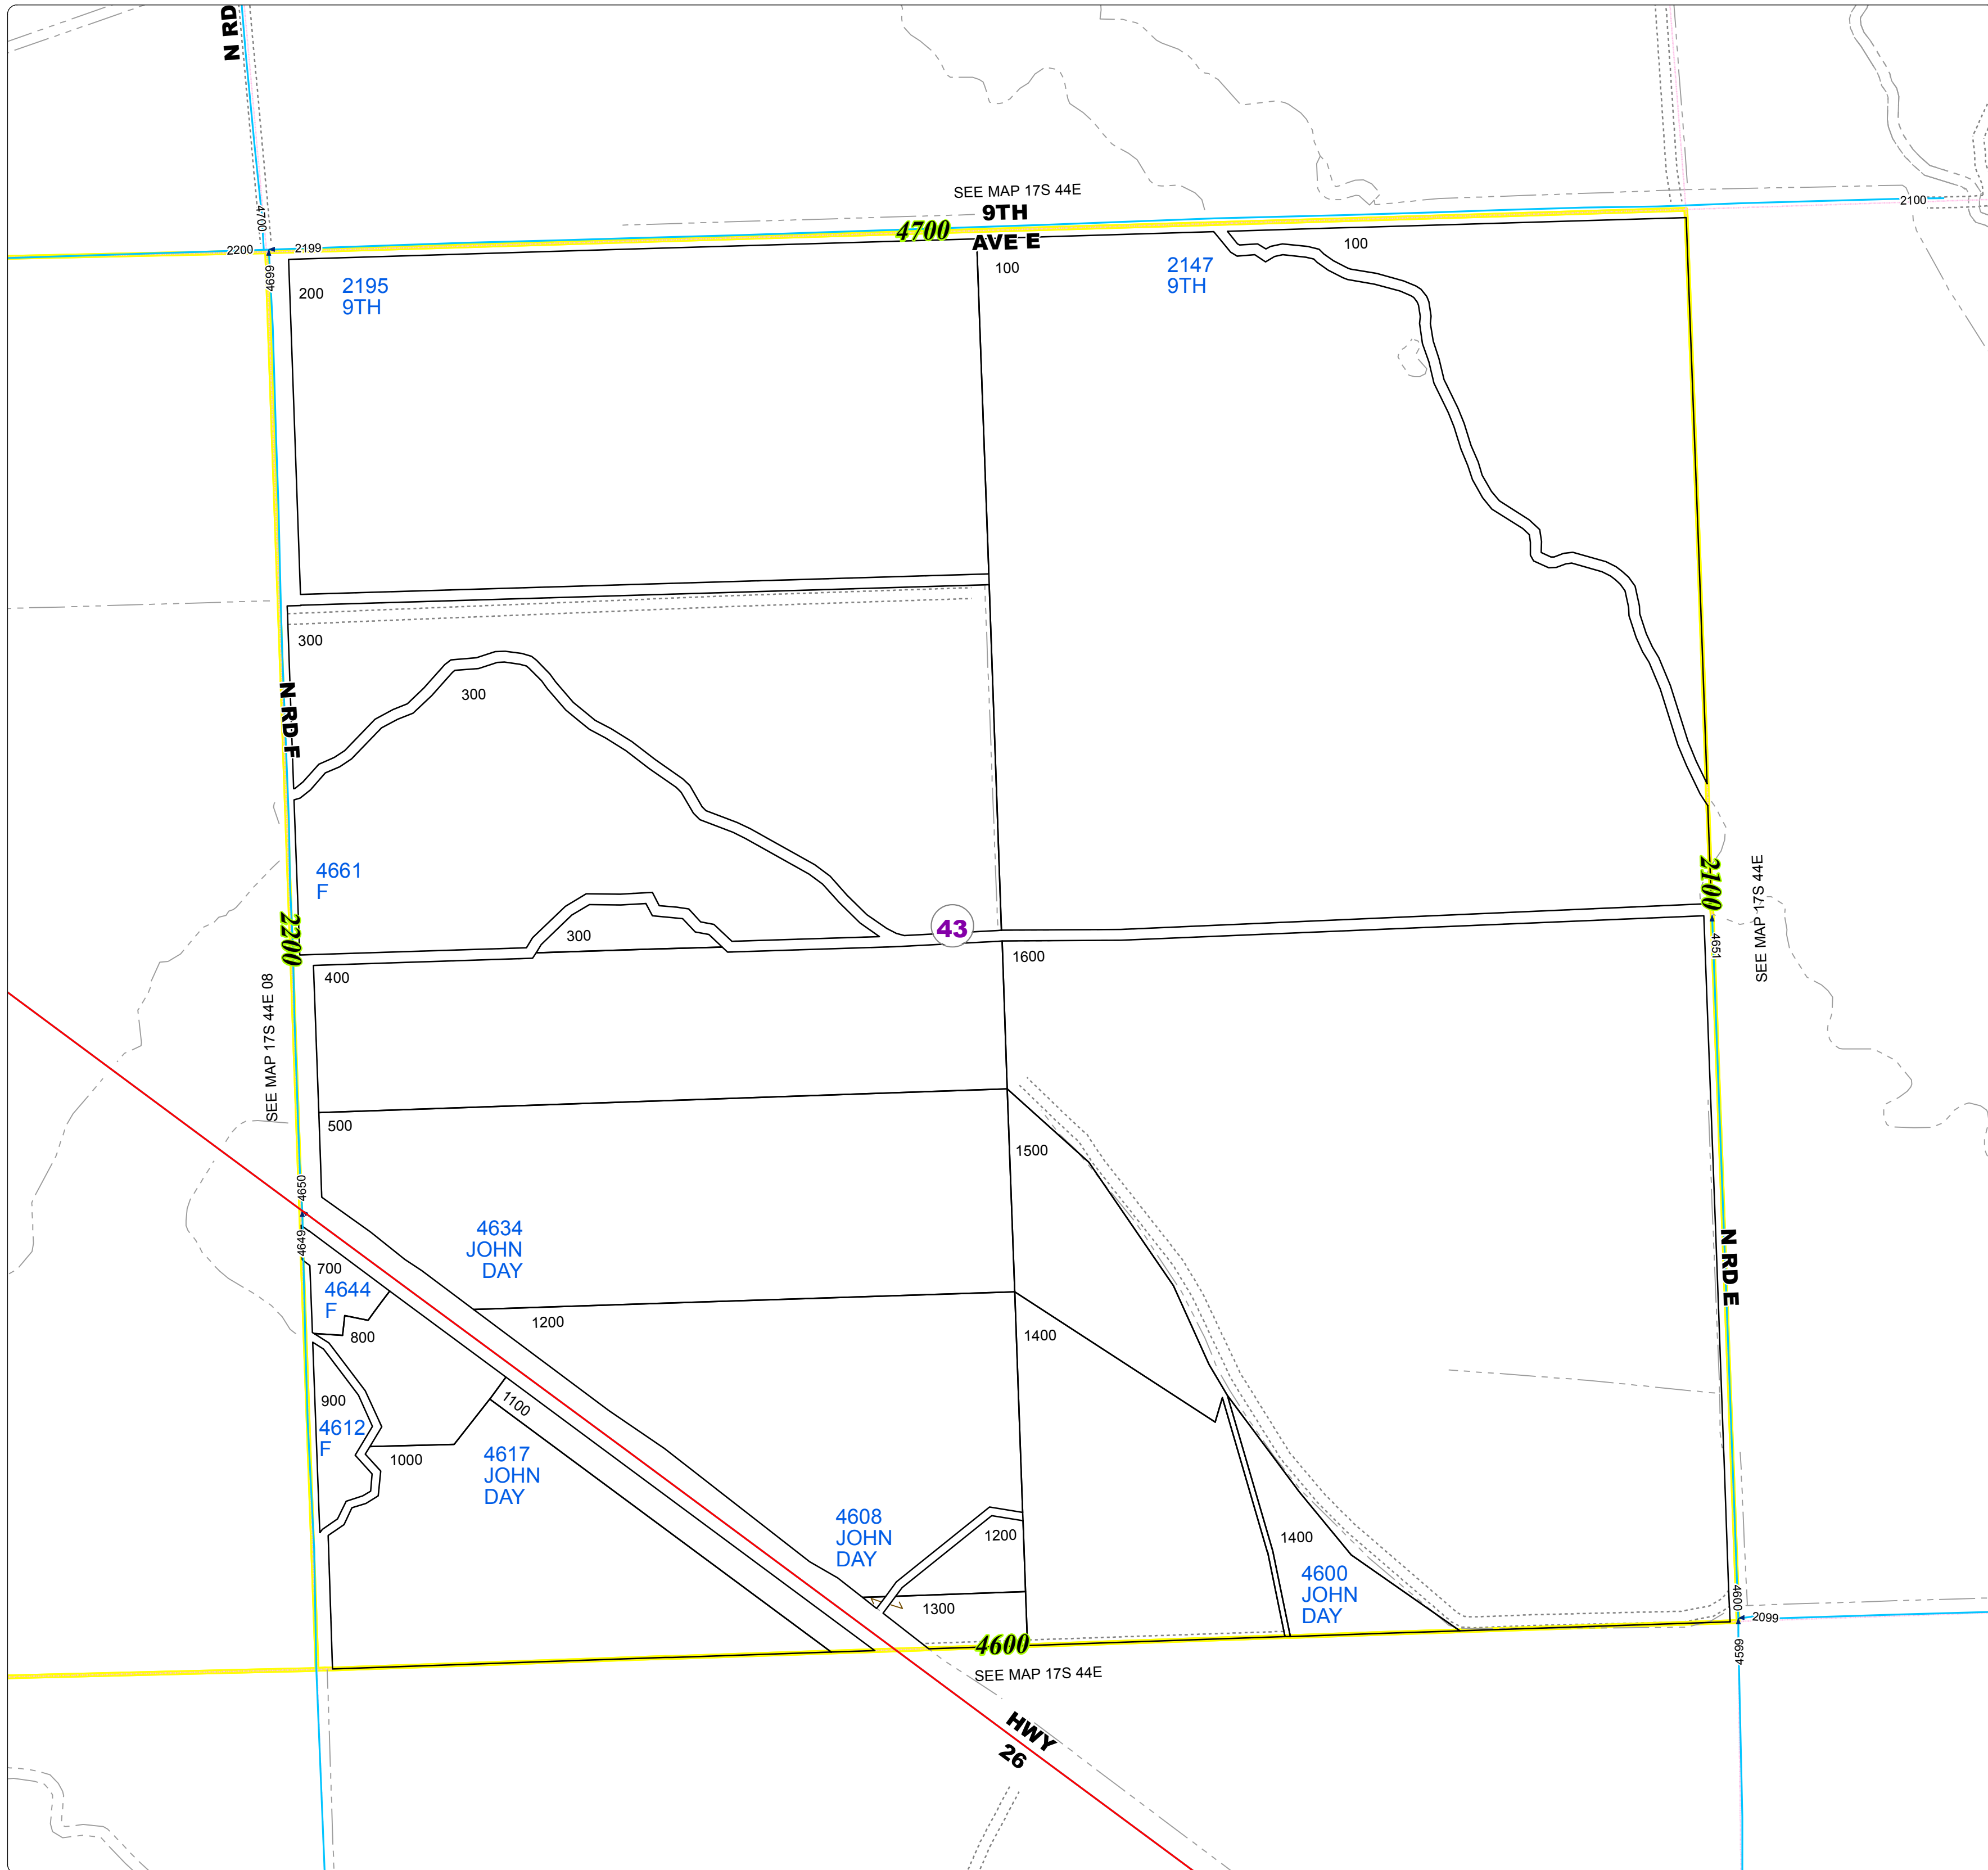 N RD
SEE MAP 17S 44E
9TH
4700
AVE E
4700
2200
2199
4699
2100
100
100
200
2195
9TH
2147
9TH
300
300
N RD F
4661
F
2200
300
43
2100
SEE MAP 17S 44E
4651
400
1600
SEE MAP 17S 44E 08
500
1500
4650
4649
4634
JOHN
DAY
N RD E
700
4644
F
800
1200
1400
900
4612
F
1100
1000
4617
JOHN
DAY
4608
JOHN
DAY
1200
1400
4600
JOHN
DAY
1300
4600
2099
4599
4600
SEE MAP 17S 44E
HWY
26